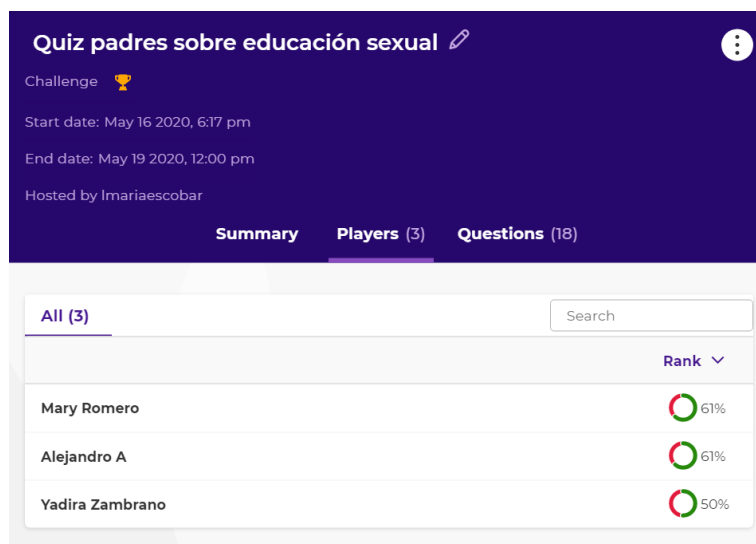 Quiz padres sobre educación sexual
Challenge
Start date: May 16 2020, 6:17 pm
End date: May 19 2020, 12:00 pm
Hosted by lmariaescobar
Summary Players (3) Questions (18)
All (3) Search
Rank
Mary Romero 61%
Alejandro A 61%
Yadira Zambrano 50%